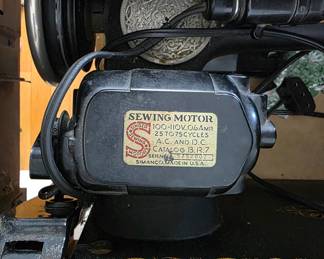 SEWING MOTOR
S
100-110V.0.6 AMP.
25 TO 75 CYCLES
A.C. AND D.C.
CATALOG B.R.7
SIMANCO. MADE IN U.S.A.